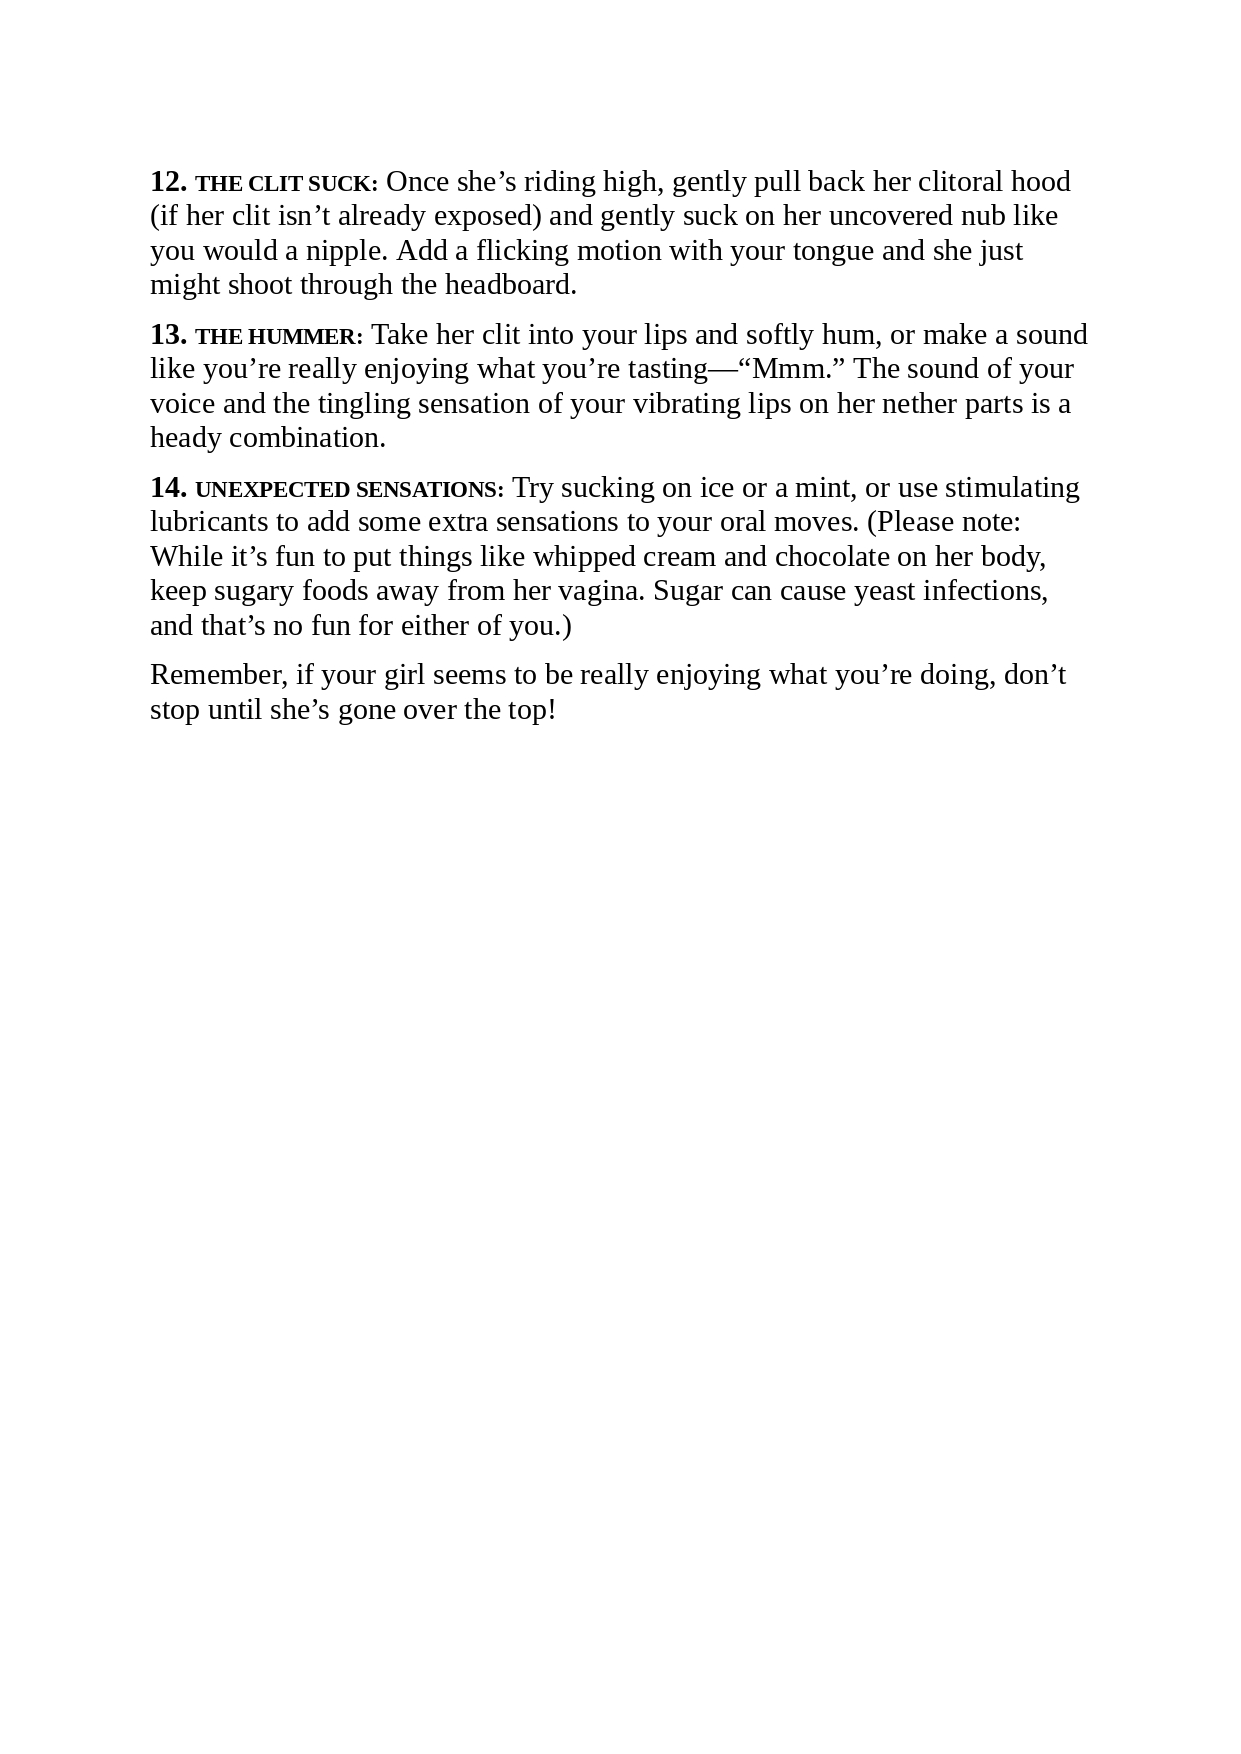 12. THE CLIT SUCK: Once she’s riding high, gently pull back her clitoral hood
(if her clit isn’t already exposed) and gently suck on her uncovered nub like
you would a nipple. Add a flicking motion with your tongue and she just
might shoot through the headboard.
13. THE HUMMER: Take her clit into your lips and softly hum, or make a sound
like you’re really enjoying what you’re tasting—“Mmm.” The sound of your
voice and the tingling sensation of your vibrating lips on her nether parts is a
heady combination.
14. UNEXPECTED SENSATIONS: Try sucking on ice or a mint, or use stimulating
lubricants to add some extra sensations to your oral moves. (Please note:
While it’s fun to put things like whipped cream and chocolate on her body,
keep sugary foods away from her vagina. Sugar can cause yeast infections,
and that’s no fun for either of you.)
Remember, if your girl seems to be really enjoying what you’re doing, don’t
stop until she’s gone over the top!